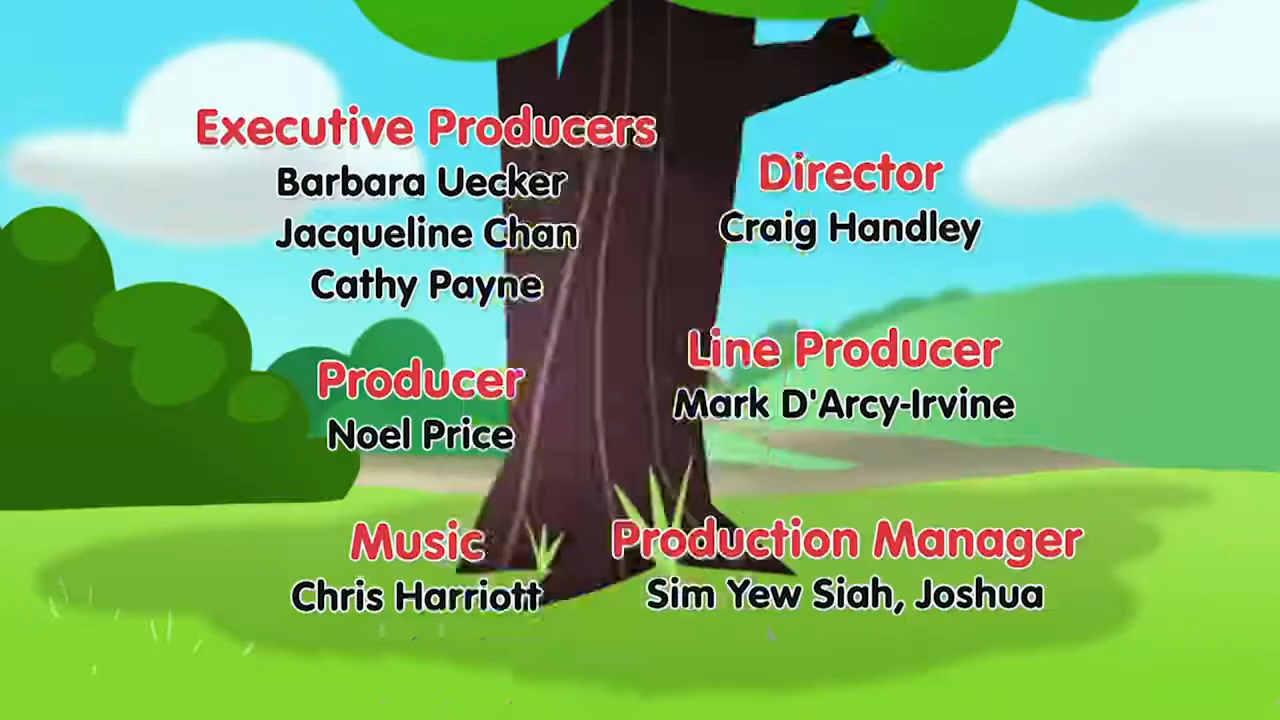 Executive Producers
Barbara Uecker
Jacqueline Chan
Cathy Payne
Producer
Noel Price
Music
Chris Harriott
Director
Craig Handley
Line Producer
Mark D'Arcy-Irvine
Production Manager
Sim Yew Siah, Joshua